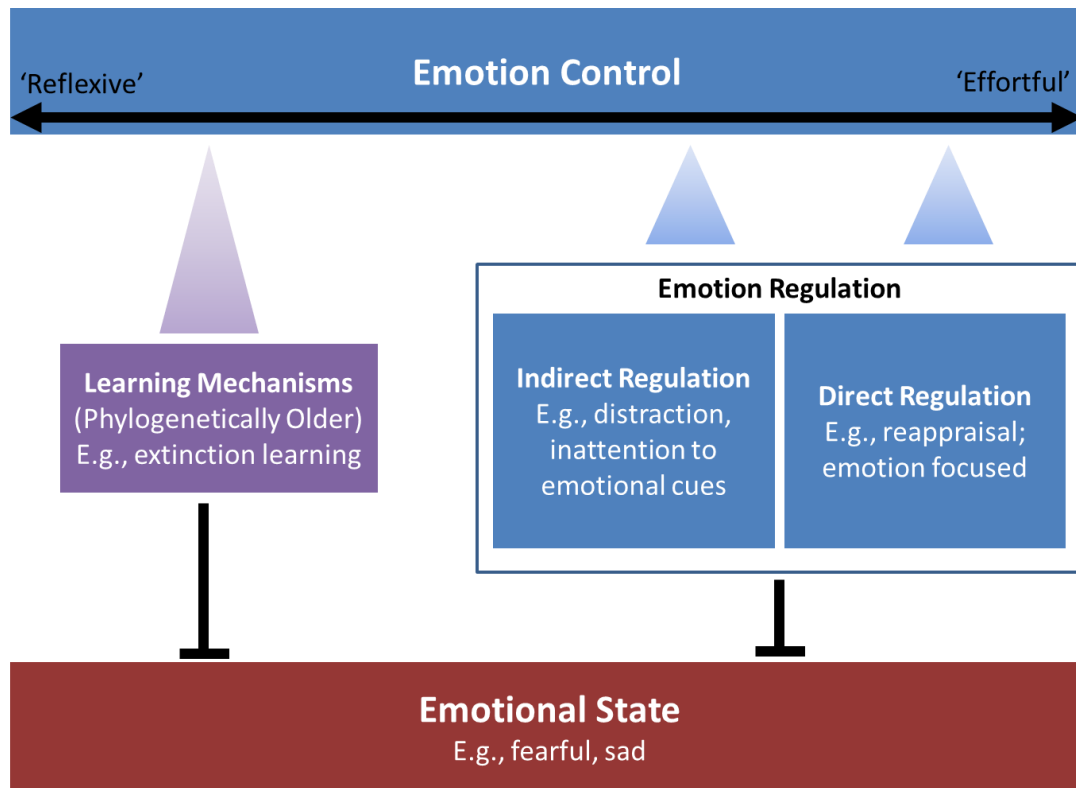 Emotion Control
‘Reflexive’
‘Effortful’
Emotion Regulation
Learning Mechanisms
(Phylogenetically Older)
E.g., extinction learning
Indirect Regulation
E.g., distraction,
inattention to
emotional cues
Direct Regulation
E.g., reappraisal;
emotion focused
Emotional State
E.g., fearful, sad